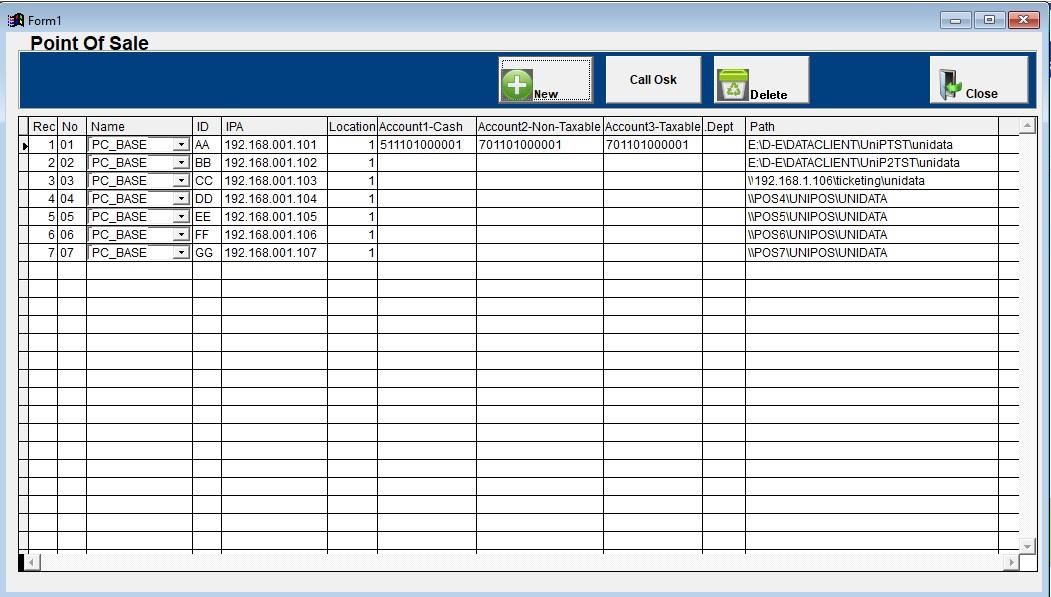 Form1
Point Of Sale
New Call Osk Delete Close
Rec No Name ID IPA Location Account1-Cash Account2-Non-Taxable Account3-Taxable .Dept Path
1 01 PC_BASE AA 192.168.001.101 1 511101000001 701101000001 701101000001 E:\D-E\DATACLIENT\UniPTST\unidata
2 02 PC_BASE BB 192.168.001.102 1 E:\D-E\DATACLIENT\UniP2TST\unidata
3 03 PC_BASE CC 192.168.001.103 1 \\192.168.1.106\ticketing\unidata
4 04 PC_BASE DD 192.168.001.104 1 \\POS4\UNIPOS\UNIDATA
5 05 PC_BASE EE 192.168.001.105 1 \\POS5\UNIPOS\UNIDATA
6 06 PC_BASE FF 192.168.001.106 1 \\POS6\UNIPOS\UNIDATA
7 07 PC_BASE GG 192.168.001.107 1 \\POS7\UNIPOS\UNIDATA